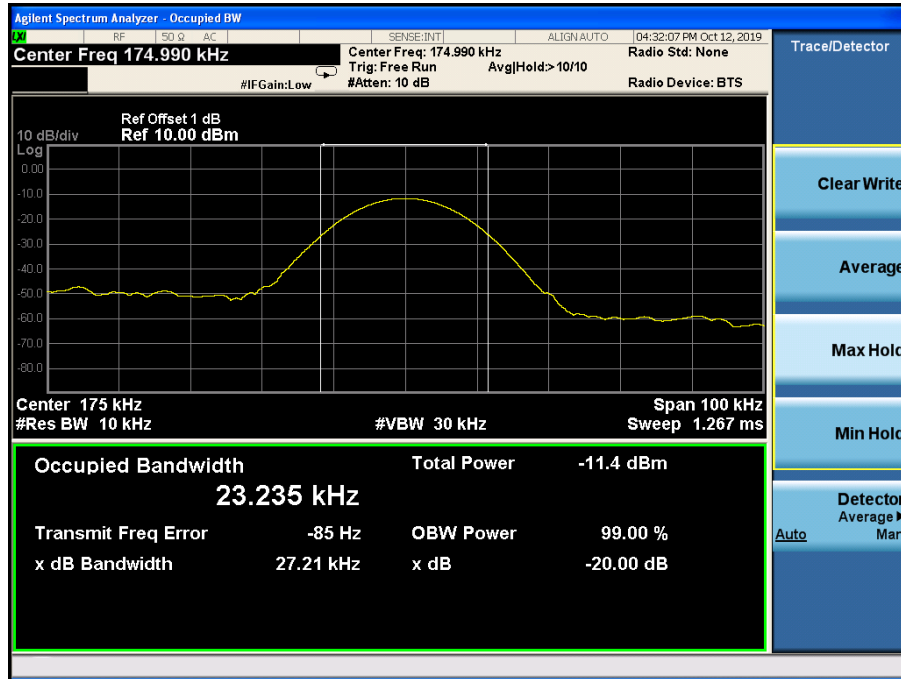 Agilent Spectrum Analyzer - Occupied BW
LXI RF 50 Ω AC SENSE:INT ALIGN AUTO 04:32:07 PM Oct 12, 2019
Center Freq 174.990 kHz Center Freq: 174.990 kHz Radio Std: None
Trig: Free Run Avg|Hold:>10/10
#IFGain:Low #Atten: 10 dB Radio Device: BTS
Trace/Detector
Ref Offset 1 dB
10 dB/div Ref 10.00 dBm
Log
0.00
-10.0
-20.0
-30.0
-40.0
-50.0
-60.0
-70.0
-80.0
Center 175 kHz Span 100 kHz
#Res BW 10 kHz #VBW 30 kHz Sweep 1.267 ms
Occupied Bandwidth Total Power -11.4 dBm
23.235 kHz
Transmit Freq Error -85 Hz OBW Power 99.00 %
x dB Bandwidth 27.21 kHz x dB -20.00 dB
Clear Write
Average
Max Hold
Min Hold
Detector
Average
Auto Man